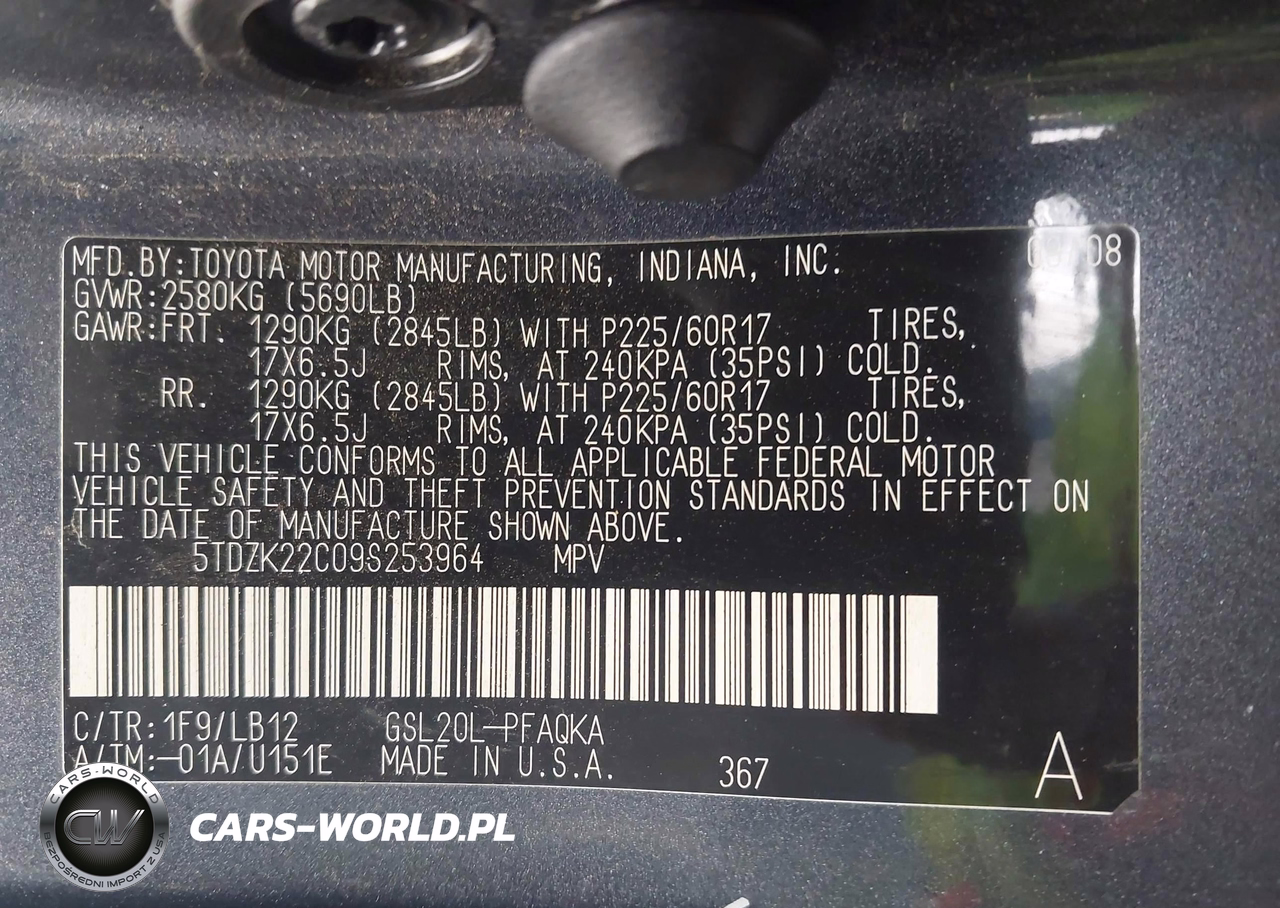 MFD.BY:TOYOTA MOTOR MANUFACTURING, INDIANA, INC. /08
GVWR:2580KG (5690LB)
GAWR:FRT. 1290KG (2845LB) WITH P225/60R17 TIRES,
17X6.5J RIMS, AT 240KPA (35PSI) COLD.
RR. 1290KG (2845LB) WITH P225/60R17 TIRES,
17X6.5J RIMS, AT 240KPA (35PSI) COLD.
THIS VEHICLE CONFORMS TO ALL APPLICABLE FEDERAL MOTOR
VEHICLE SAFETY AND THEFT PREVENTION STANDARDS IN EFFECT ON
THE DATE OF MANUFACTURE SHOWN ABOVE.
5TDZK22C09S253964 MPV
C/TR:1F9/LB12 GSL20L-PFAQKA
A/TM:-01A/U151E MADE IN U.S.A. 367 A
CARS-WORLD
CW
BEZPOŚREDNI IMPORT Z USA
CARS-WORLD.PL